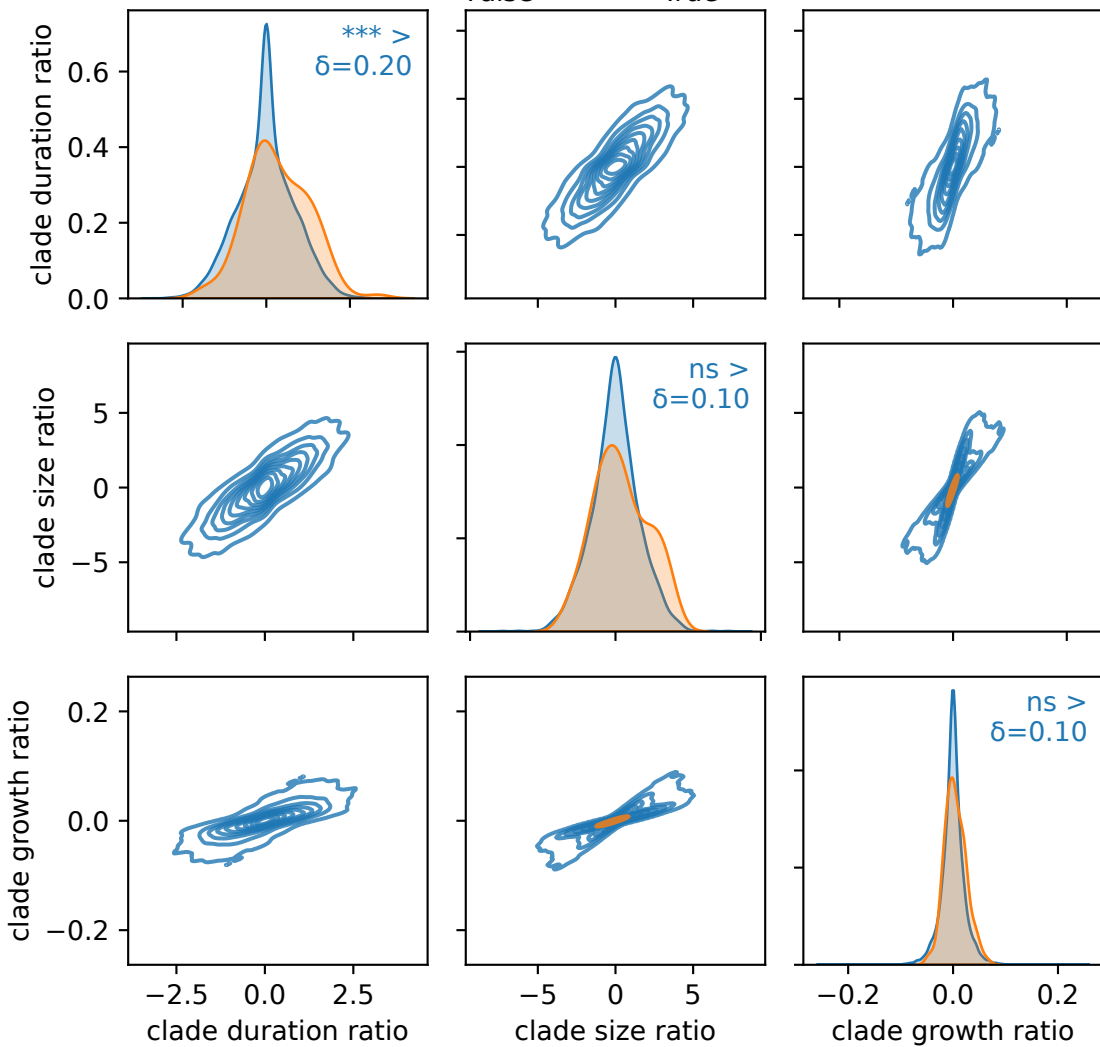 *** >
δ=0.20
clade duration ratio
0.6
0.4
0.2
0.0
ns >
δ=0.10
clade size ratio
5
0
−5
ns >
δ=0.10
clade growth ratio
0.2
0.0
−0.2
−2.5 0.0 2.5 −5 0 5 −0.2 0.0 0.2
clade duration ratio clade size ratio clade growth ratio